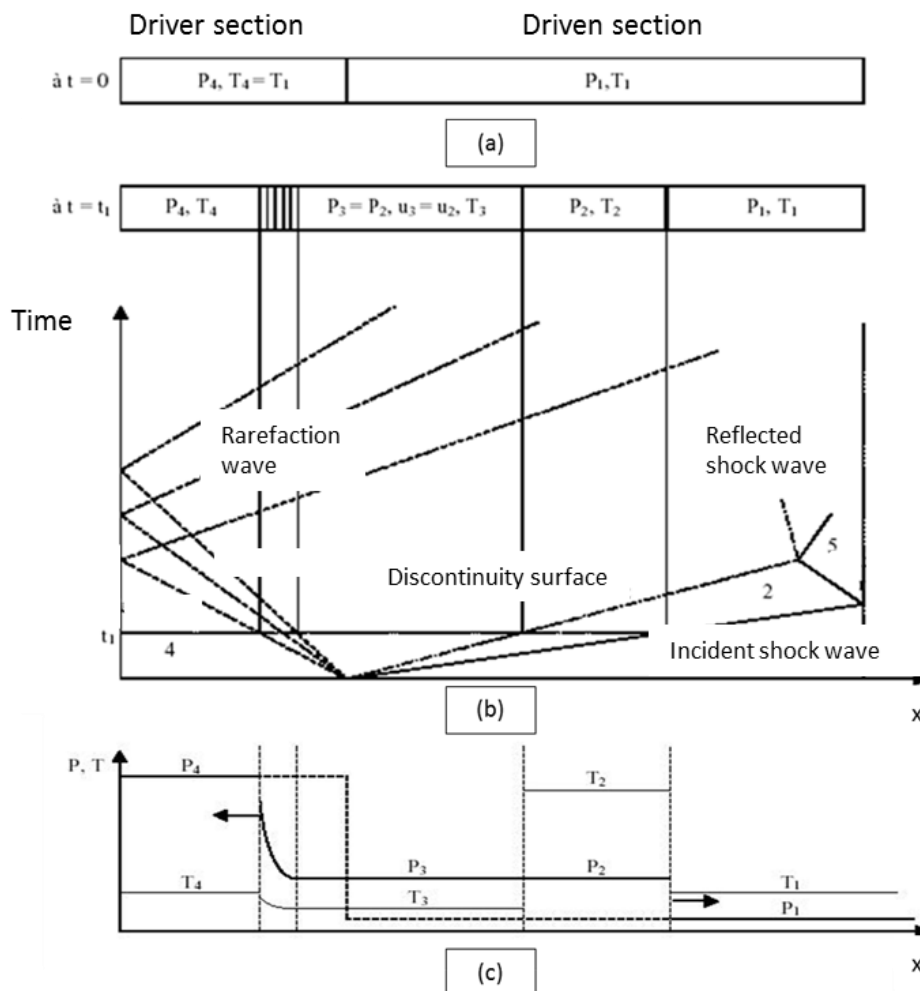 Driver section
Driven section
à t = 0
P₄, T₄= T₁
P₁,T₁
(a)
à t = t₁
P₄, T₄
P₃ = P₂, u₃ = u₂, T₃
P₂, T₂
P₁, T₁
Time
Rarefaction
wave
Reflected
shock wave
5
Discontinuity surface
2
t₁
4
Incident shock wave
(b)
x
P, T
P₄
T₂
P₃
P₂
T₄
T₃
T₁
P₁
x
(c)